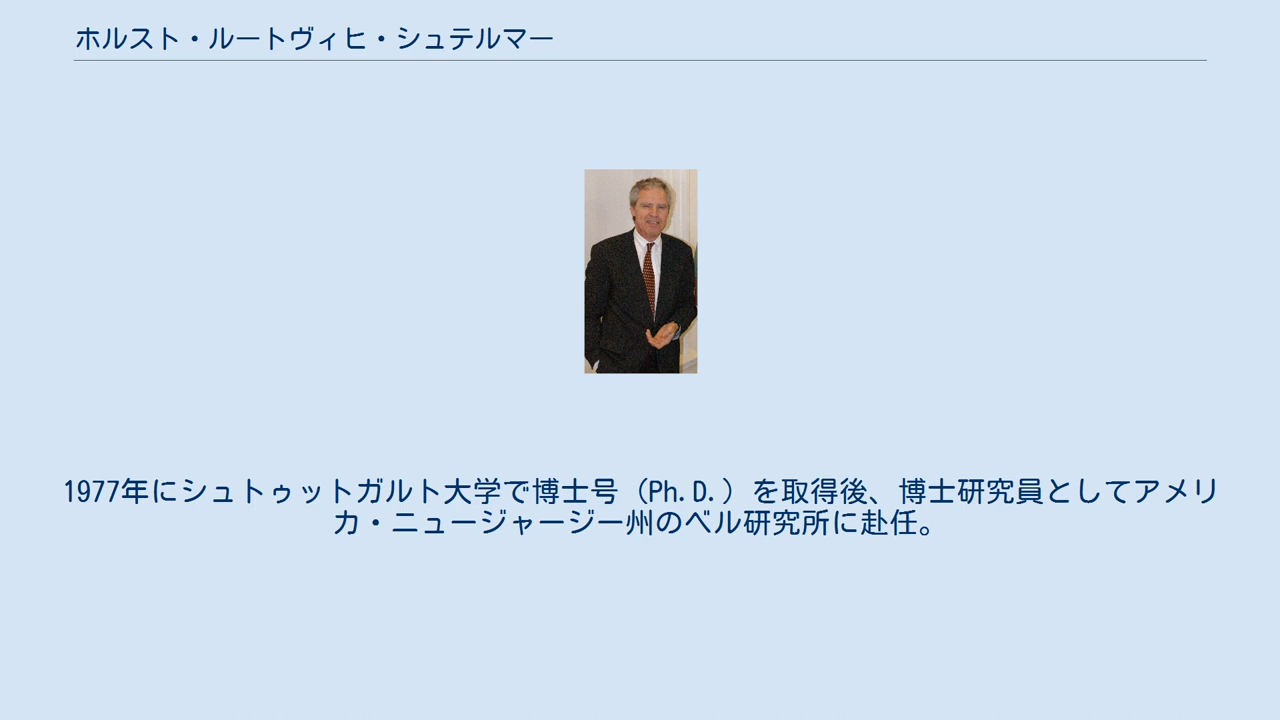 ホルスト・ルートヴィヒ・シュテルマー
1977年にシュトゥットガルト大学で博士号（Ph.D.）を取得後、博士研究員としてアメリ
カ・ニュージャージー州のベル研究所に赴任。